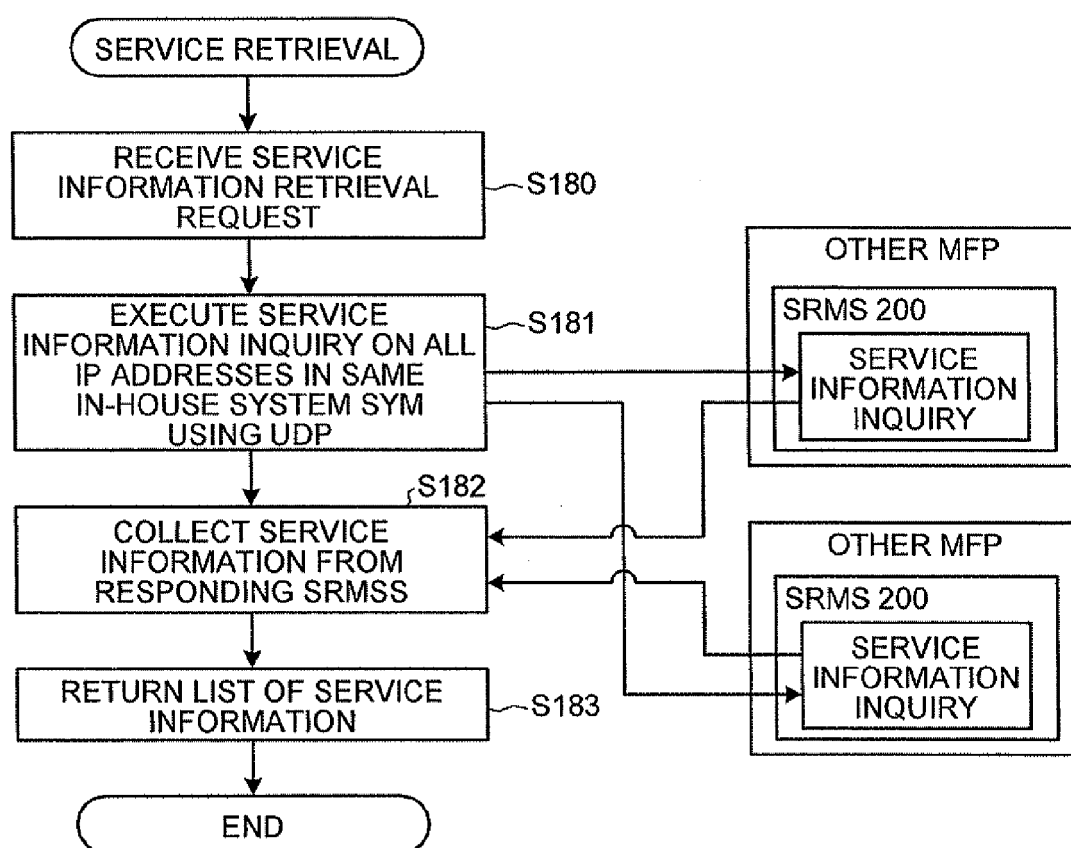 SERVICE RETRIEVAL
RECEIVE SERVICE
INFORMATION RETRIEVAL
REQUEST
S180
EXECUTE SERVICE
INFORMATION INQUIRY ON ALL
IP ADDRESSES IN SAME
IN-HOUSE SYSTEM SYM
USING UDP
S181
OTHER MFP
SRMS 200
SERVICE
INFORMATION
INQUIRY
S182
COLLECT SERVICE
INFORMATION FROM
RESPONDING SRMSS
OTHER MFP
SRMS 200
SERVICE
INFORMATION
INQUIRY
RETURN LIST OF SERVICE
INFORMATION
S183
END